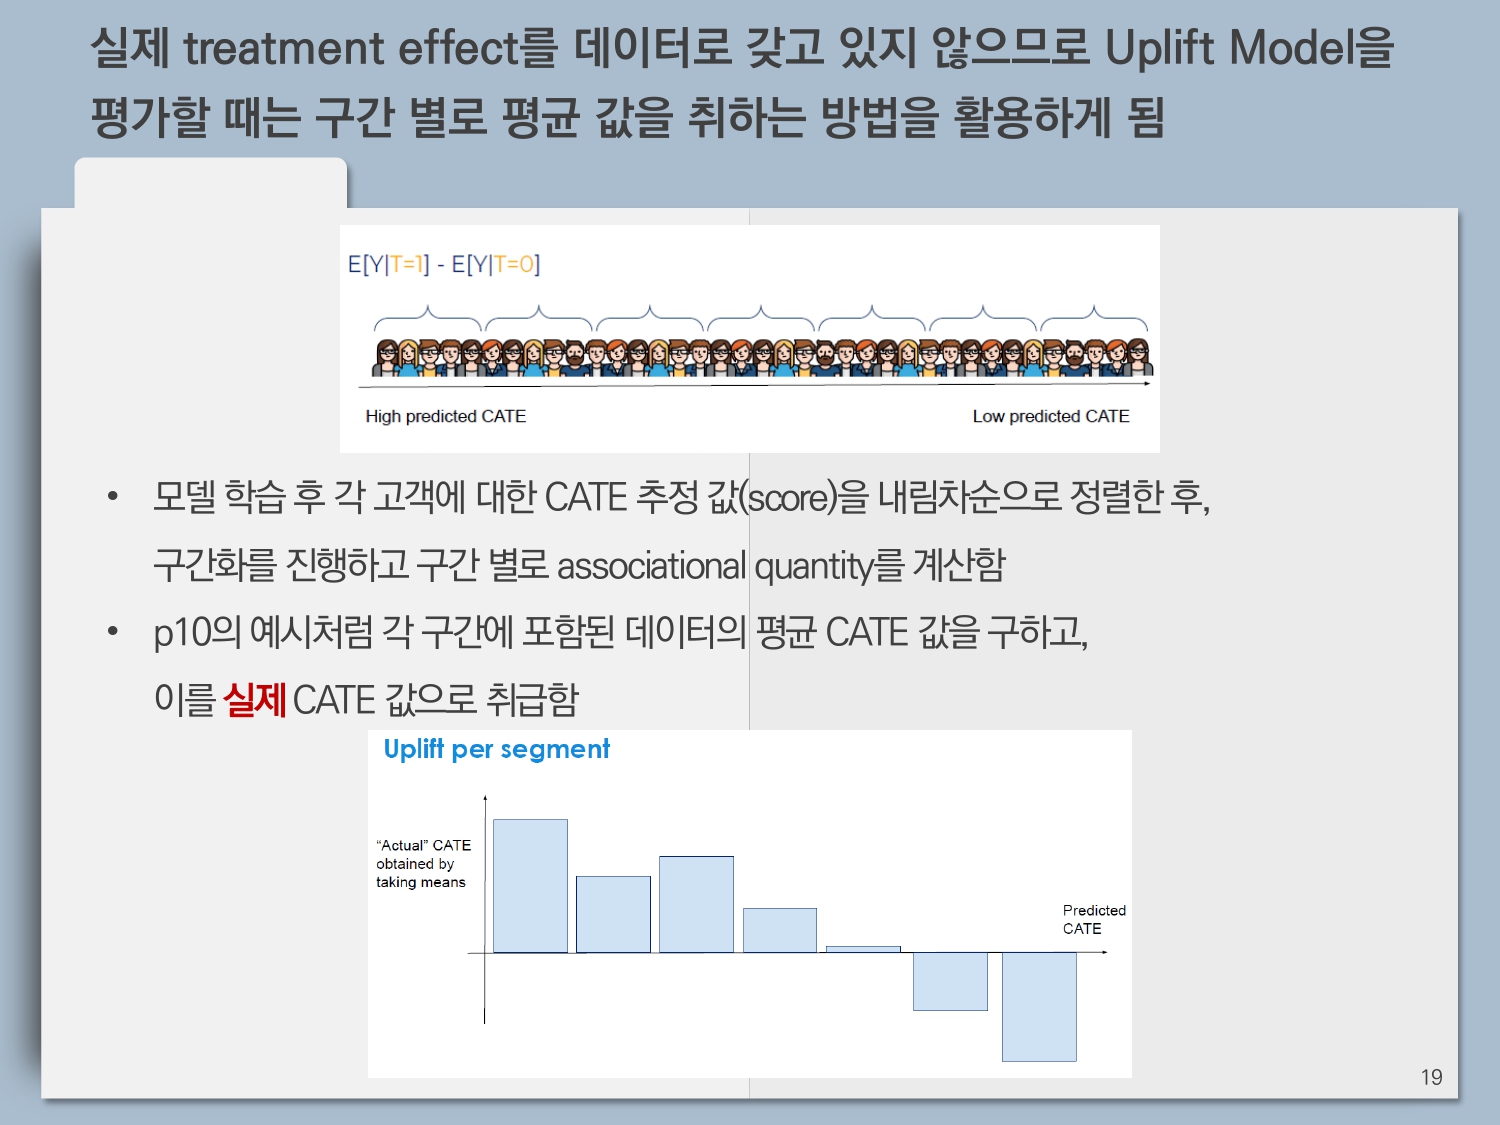 실제 treatment effect를 데이터로 갖고 있지 않으므로 Uplift Model을
평가할 때는 구간 별로 평균 값을 취하는 방법을 활용하게 됨
E[Y|T=1] - E[Y|T=0]
High predicted CATE
Low predicted CATE
• 모델 학습 후 각 고객에 대한 CATE 추정 값(score)을 내림차순으로 정렬한 후,
구간화를 진행하고 구간 별로 associational quantity를 계산함
• p10의 예시처럼 각 구간에 포함된 데이터의 평균 CATE 값을 구하고,
이를 실제 CATE 값으로 취급함
Uplift per segment
“Actual” CATE
obtained by
taking means
Predicted
CATE
19